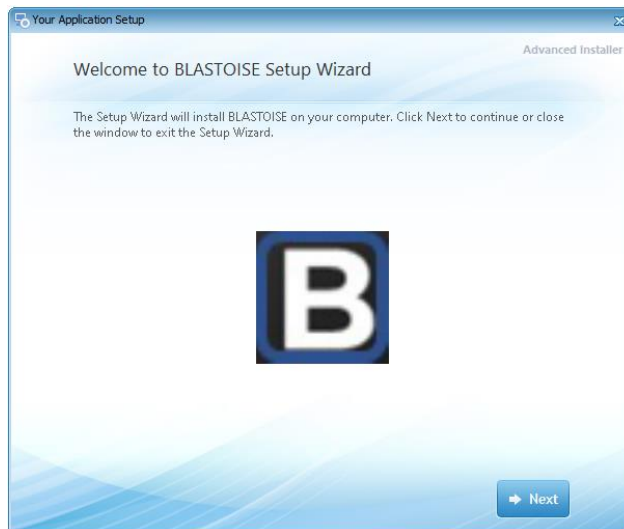 Your Application Setup
Advanced Installer
Welcome to BLASTOISE Setup Wizard
The Setup Wizard will install BLASTOISE on your computer. Click Next to continue or close
the window to exit the Setup Wizard.
B
Next